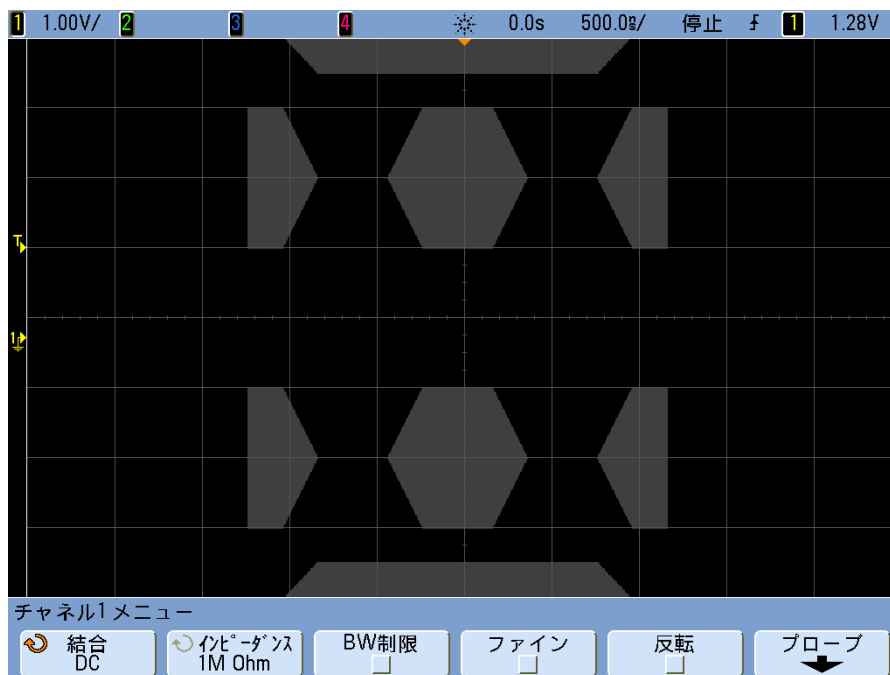 1 1.00V/ 2 3 4 0.0s 500.0ns/ 停止 1 1.28V
T
1
チャネル1 メニュー
結合 インピーダンス BW制限 ファイン 反転 プローブ
DC 1M Ohm